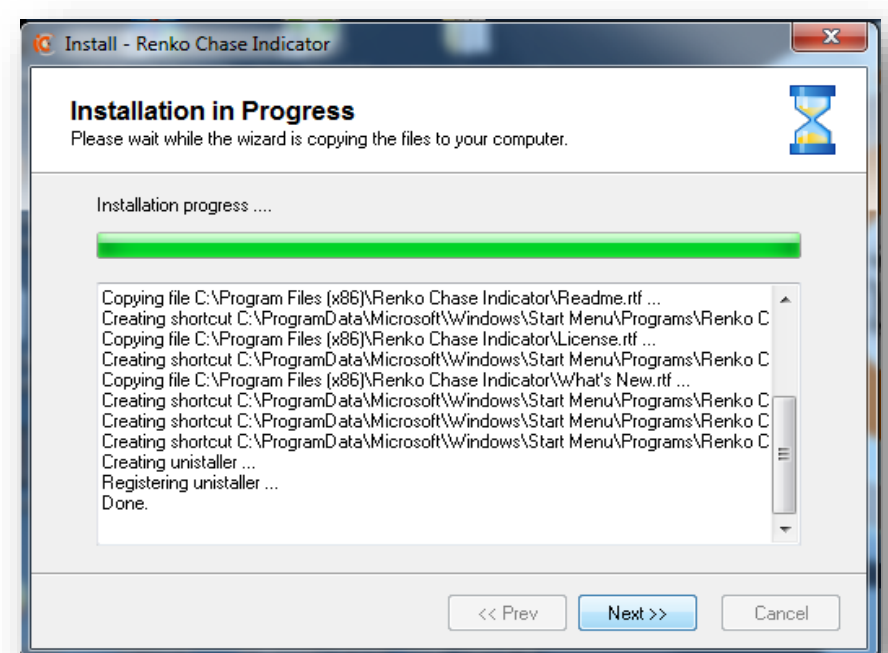 Install - Renko Chase Indicator
Installation in Progress
Please wait while the wizard is copying the files to your computer.
Installation progress ....
Copying file C:\Program Files (x86)\Renko Chase Indicator\Readme.rtf ...
Creating shortcut C:\ProgramData\Microsoft\Windows\Start Menu\Programs\Renko C
Copying file C:\Program Files (x86)\Renko Chase Indicator\License.rtf ...
Creating shortcut C:\ProgramData\Microsoft\Windows\Start Menu\Programs\Renko C
Copying file C:\Program Files (x86)\Renko Chase Indicator\What's New.rtf ...
Creating shortcut C:\ProgramData\Microsoft\Windows\Start Menu\Programs\Renko C
Creating shortcut C:\ProgramData\Microsoft\Windows\Start Menu\Programs\Renko C
Creating shortcut C:\ProgramData\Microsoft\Windows\Start Menu\Programs\Renko C
Creating unistaller ...
Registering unistaller ...
Done.
<< Prev Next >> Cancel